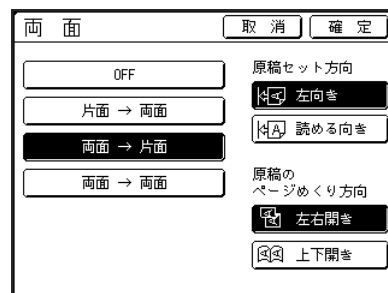 両 面
取 消
確 定
OFF
片面 → 両面
両面 → 片面
両面 → 両面
原稿セット方向
左向き
読める向き
原稿の
ページめくり方向
左右開き
上下開き